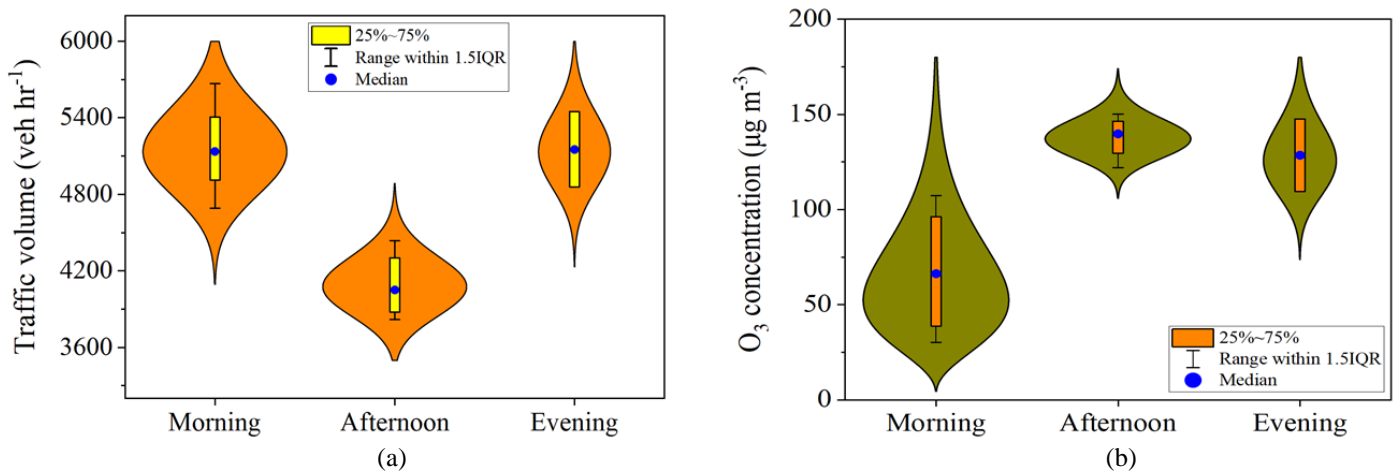 Traffic volume (veh hr⁻¹)
6000
5400
4800
4200
3600
25%~75%
Range within 1.5IQR
Median
Morning
Afternoon
Evening
(a)
O₃ concentration (µg m⁻³)
200
150
100
50
0
25%~75%
Range within 1.5IQR
Median
Morning
Afternoon
Evening
(b)